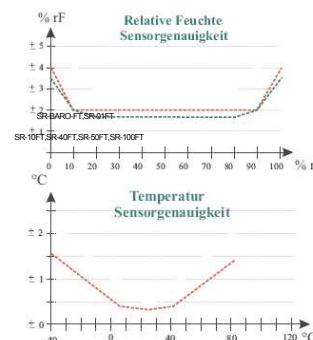 % rF
Relative Feuchte
Sensorgenauigkeit
± 5
± 4
± 3
± 2
SR-BARO-FT,SR-01FT
± 1
SR-10FT,SR-40FT,SR-50FT,SR-100FT
0 10 20 30 40 50 60 70 80 90 100 % r
°C
Temperatur
Sensorgenauigkeit
± 2
± 1
± 0
-40 0 40 80 120 °C